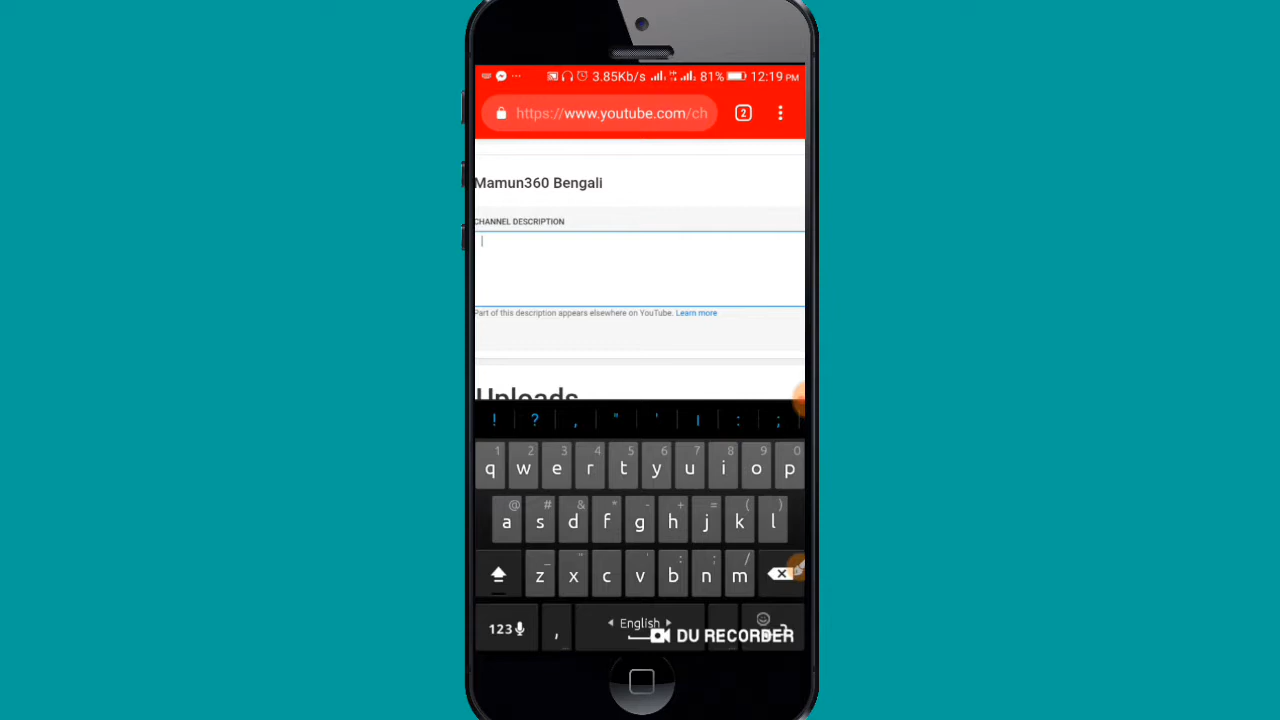 3.85Kb/s 81% 12:19 PM
https://www.youtube.com/ch 2
Mamun360 Bengali
CHANNEL DESCRIPTION
Part of this description appears elsewhere on YouTube. Learn more
Uploads
! ? , " ' । : ;
1 2 3 4 5 6 7 8 9 0
q w e r t y u i o p
@ # & * - + = ( )
a s d f g h j k l
_ " ' : ; /
z x c v b n m
123 , English
DU RECORDER